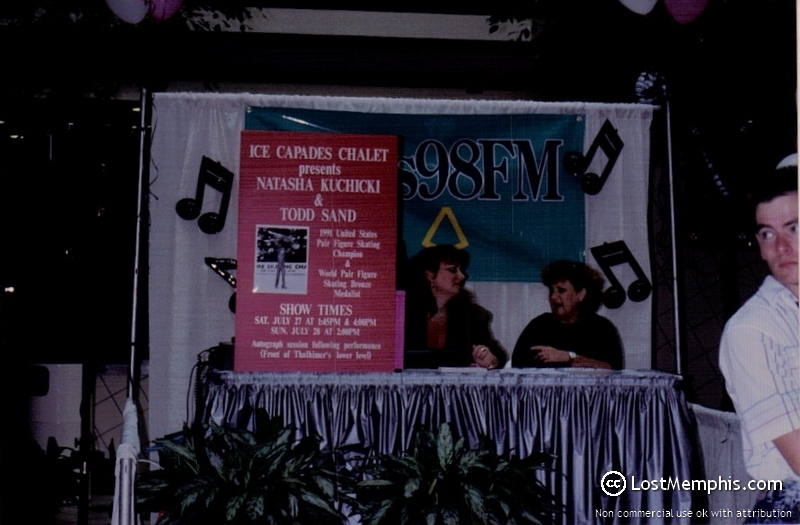 ICE CAPADES CHALET
presents
NATASHA KUCHICKI
&
TODD SAND
1991 United States
Pair Figure Skating
Champion
&
World Pair Figure
Skating Bronze
Medalist
SHOW TIMES
SAT. JULY 27 AT 1:45PM & 4:00PM
SUN. JULY 28 AT 2:00PM
Autograph session following performance
(Front of Thalhimer's lower level)
s98FM
cc LostMemphis.com
Non commercial use ok with attribution